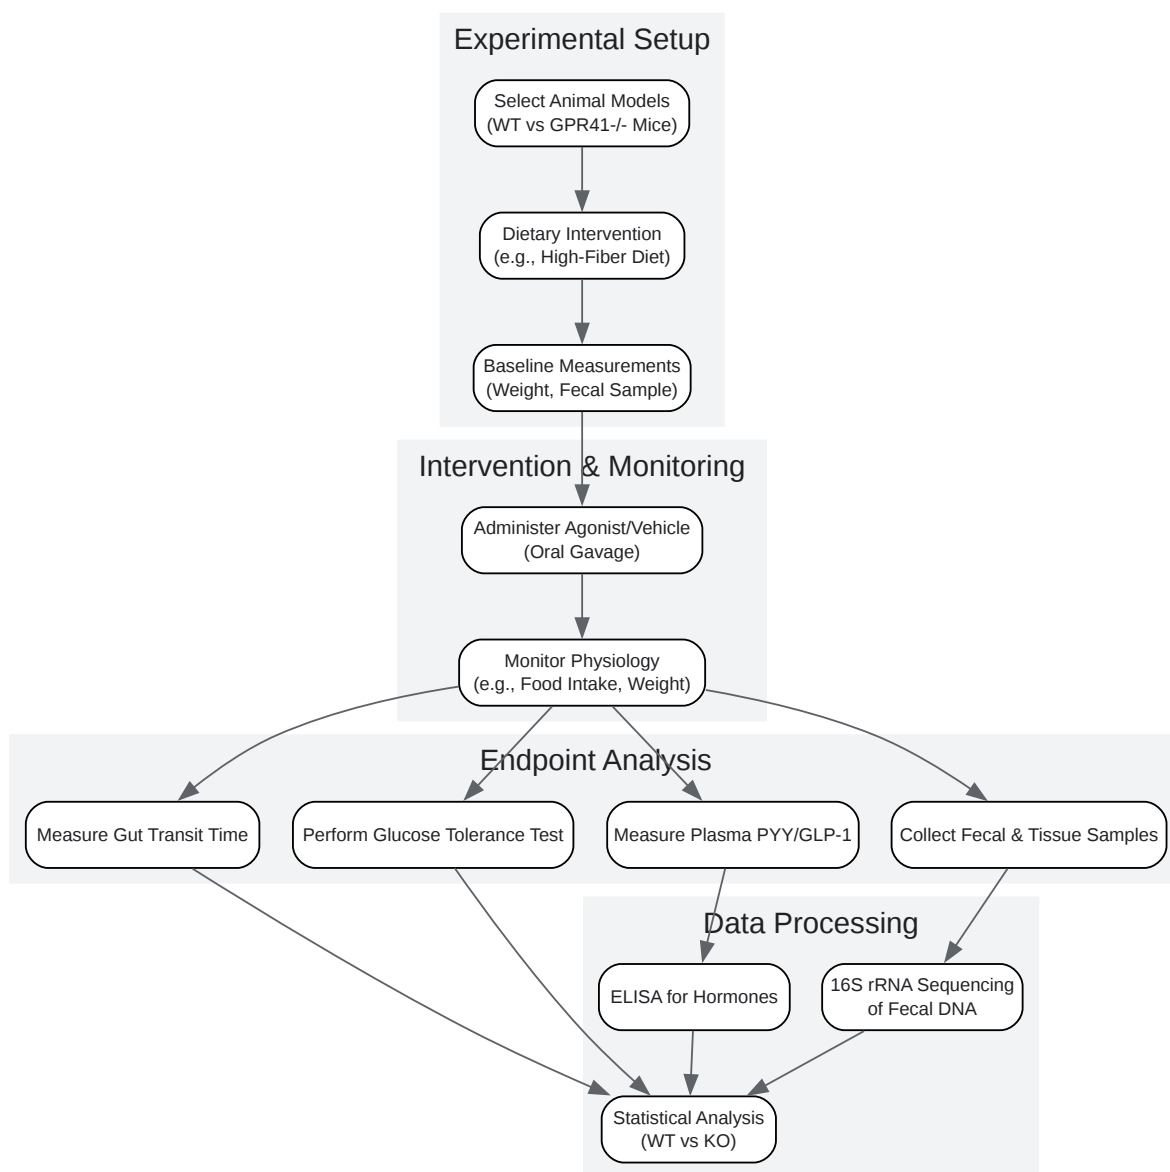 Experimental Setup
Select Animal Models
(WT vs GPR41-/- Mice)
Dietary Intervention
(e.g., High-Fiber Diet)
Baseline Measurements
(Weight, Fecal Sample)
Intervention & Monitoring
Administer Agonist/Vehicle
(Oral Gavage)
Monitor Physiology
(e.g., Food Intake, Weight)
Endpoint Analysis
Measure Gut Transit Time
Perform Glucose Tolerance Test
Measure Plasma PYY/GLP-1
Collect Fecal & Tissue Samples
Data Processing
ELISA for Hormones
16S rRNA Sequencing
of Fecal DNA
Statistical Analysis
(WT vs KO)